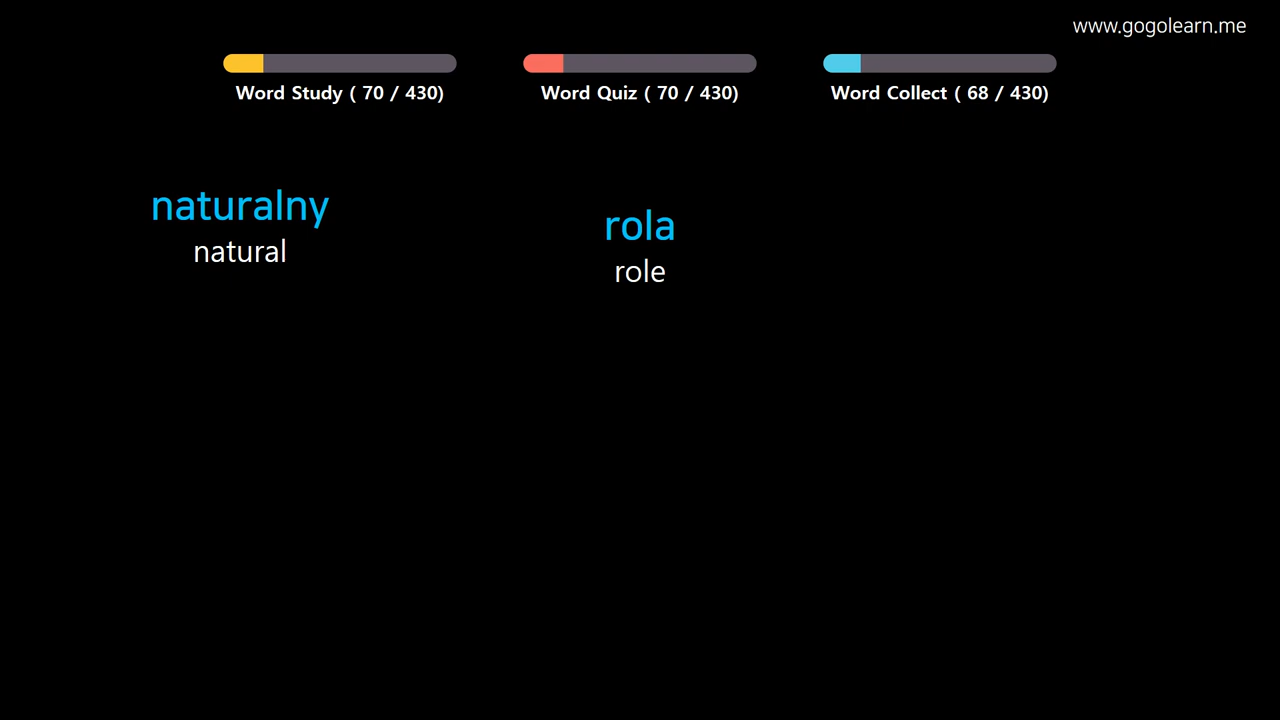 www.gogolearn.me
Word Study ( 70 / 430)
Word Quiz ( 70 / 430)
Word Collect ( 68 / 430)
naturalny
natural
rola
role